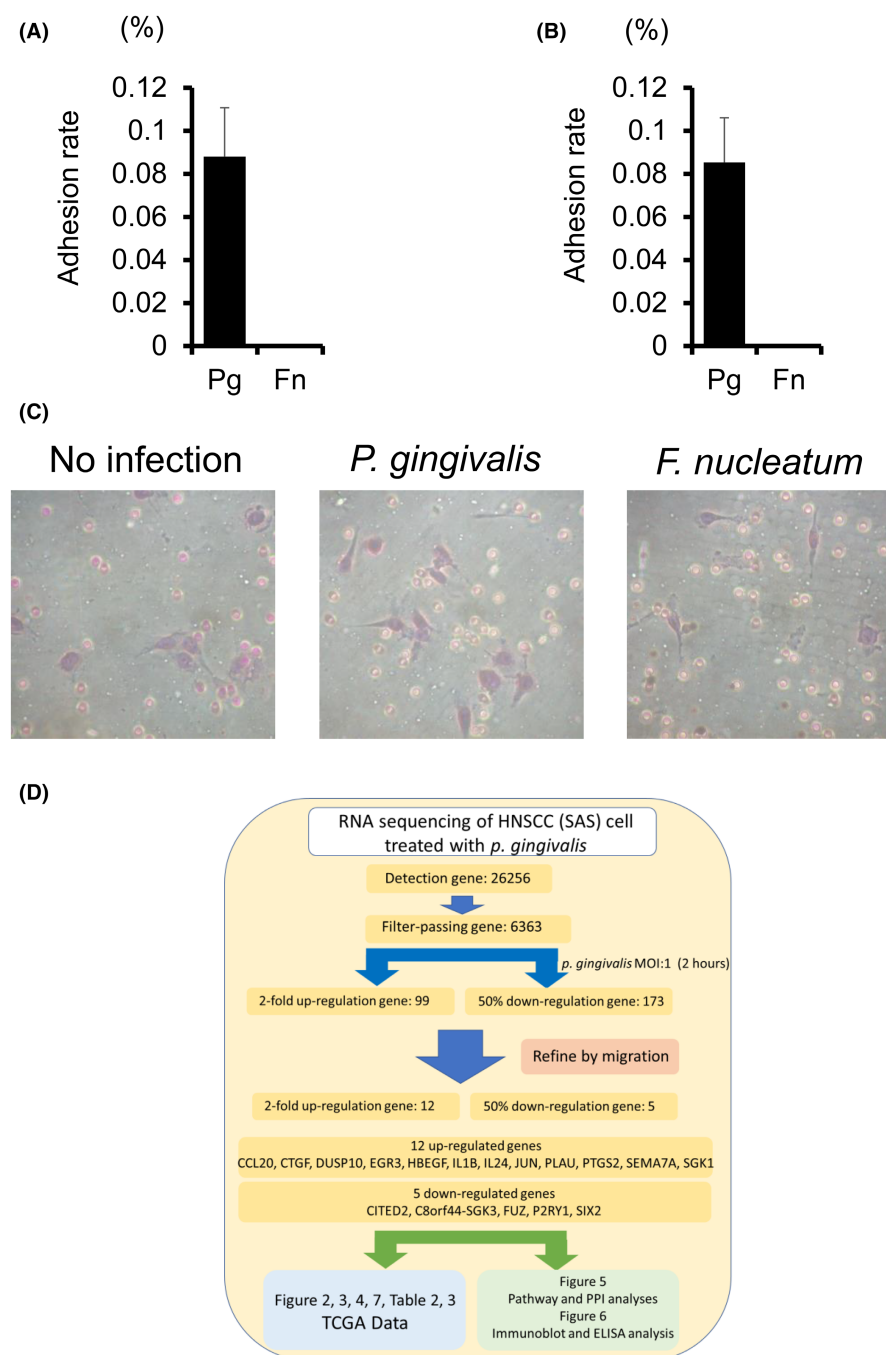 (A)
(%)
Adhesion rate
0.12
0.1
0.08
0.06
0.04
0.02
0
Pg Fn
(B)
(%)
Adhesion rate
0.12
0.1
0.08
0.06
0.04
0.02
0
Pg Fn
(C)
No infection
P. gingivalis
F. nucleatum
(D)
RNA sequencing of HNSCC (SAS) cell
treated with p. gingivalis
Detection gene: 26256
Filter-passing gene: 6363
p. gingivalis MOI:1 (2 hours)
2-fold up-regulation gene: 99
50% down-regulation gene: 173
Refine by migration
2-fold up-regulation gene: 12
50% down-regulation gene: 5
12 up-regulated genes
CCL20, CTGF, DUSP10, EGR3, HBEGF, IL1B, IL24, JUN, PLAU, PTGS2, SEMA7A, SGK1
5 down-regulated genes
CITED2, C8orf44-SGK3, FUZ, P2RY1, SIX2
Figure 2, 3, 4, 7, Table 2, 3
TCGA Data
Figure 5
Pathway and PPI analyses
Figure 6
Immunoblot and ELISA analysis